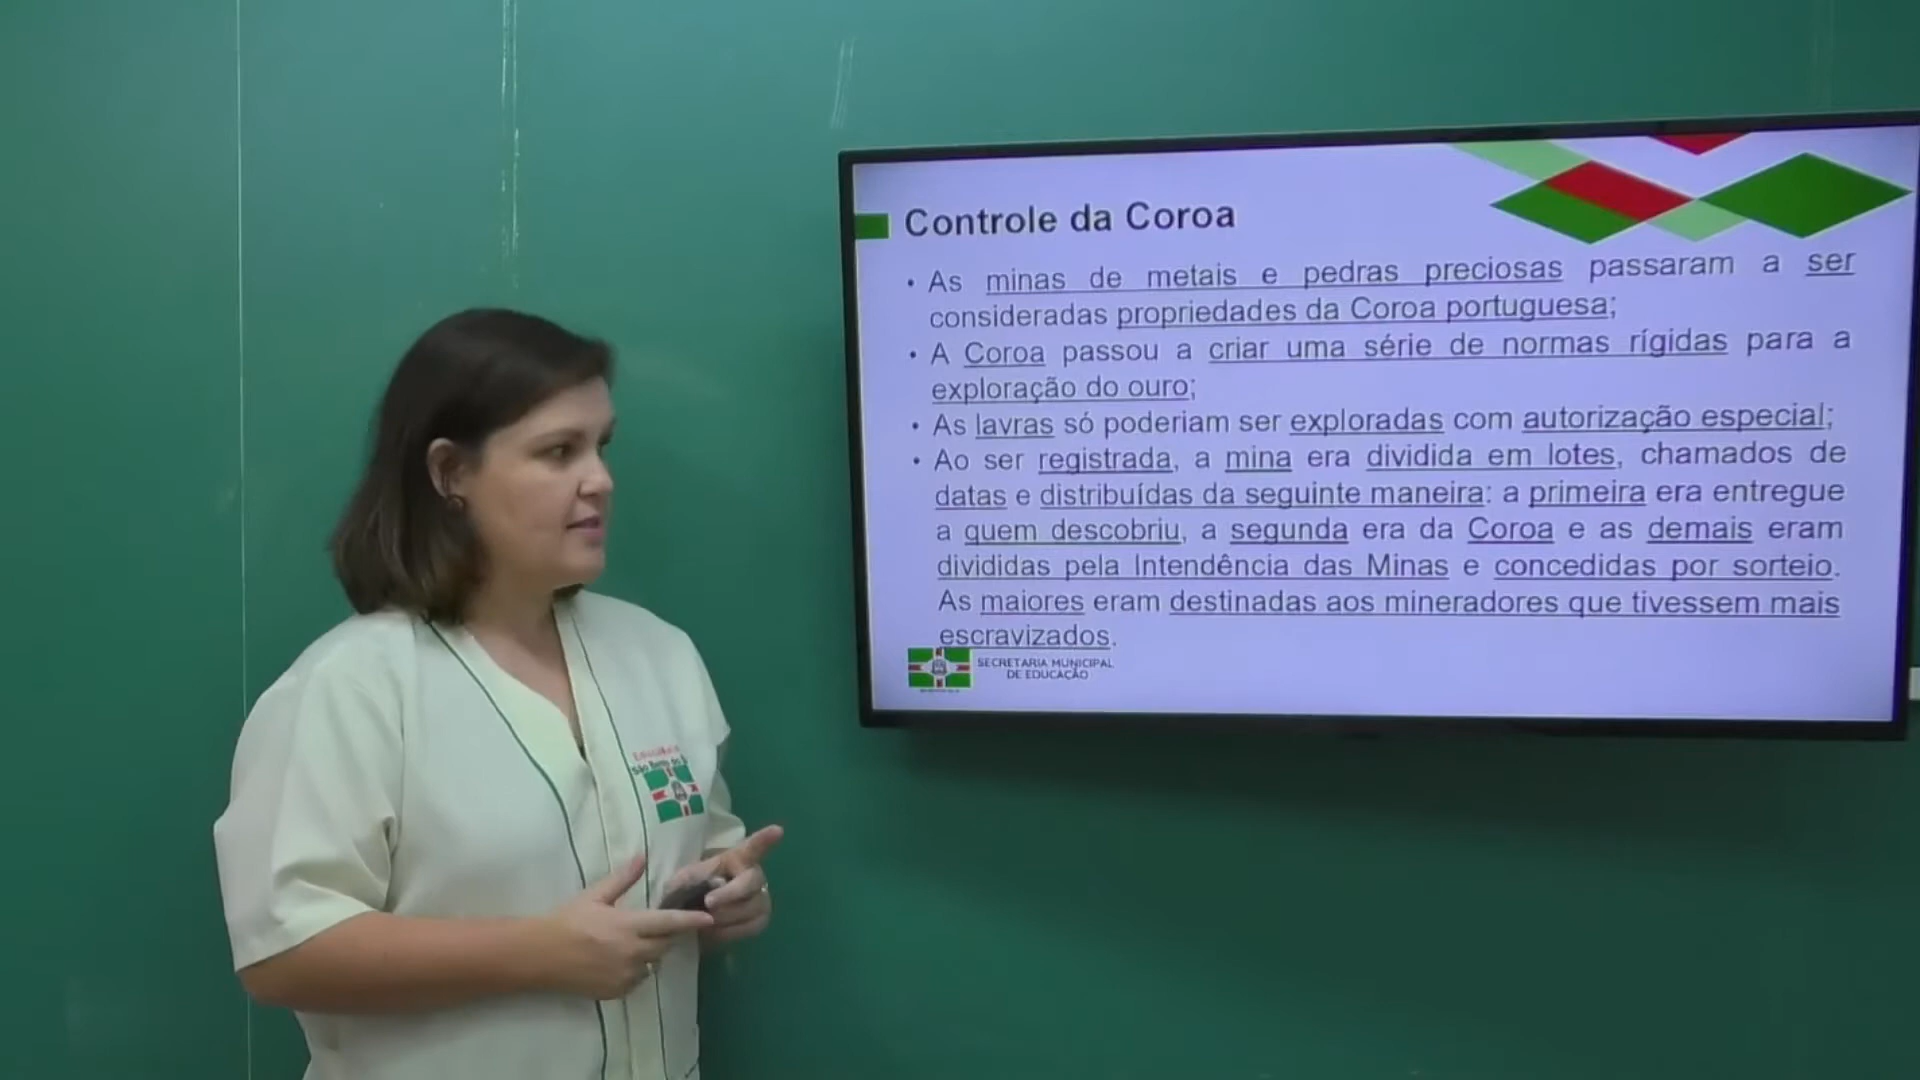 Controle da Coroa
• As minas de metais e pedras preciosas passaram a ser
consideradas propriedades da Coroa portuguesa;
• A Coroa passou a criar uma série de normas rígidas para a
exploração do ouro;
• As lavras só poderiam ser exploradas com autorização especial;
• Ao ser registrada, a mina era dividida em lotes, chamados de
datas e distribuídas da seguinte maneira: a primeira era entregue
a quem descobriu, a segunda era da Coroa e as demais eram
divididas pela Intendência das Minas e concedidas por sorteio.
As maiores eram destinadas aos mineradores que tivessem mais
escravizados.
SECRETARIA MUNICIPAL
DE EDUCAÇÃO
São Bento do